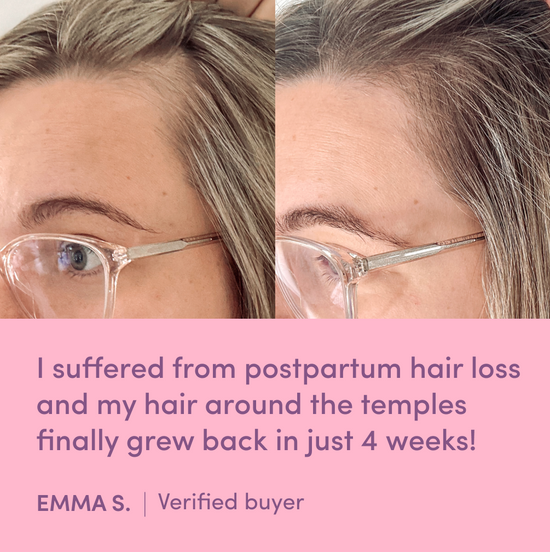 I suffered from postpartum hair loss
and my hair around the temples
finally grew back in just 4 weeks!
EMMA S. | Verified buyer